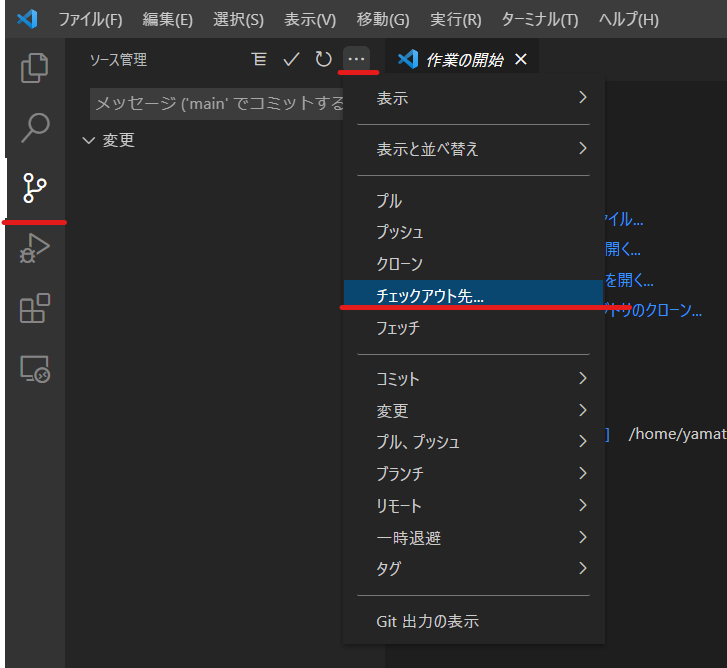 ファイル(F) 編集(E) 選択(S) 表示(V) 移動(G) 実行(R) ターミナル(T) ヘルプ(H)
ソース管理
作業の開始
メッセージ ('main' でコミットする
変更
表示
表示と並べ替え
プル
プッシュ
クローン
チェックアウト先...
フェッチ
コミット
変更
プル、プッシュ
ブランチ
リモート
一時退避
タグ
Git 出力の表示
イル...
開く...
を開く...
トリのクローン...
] /home/yamat